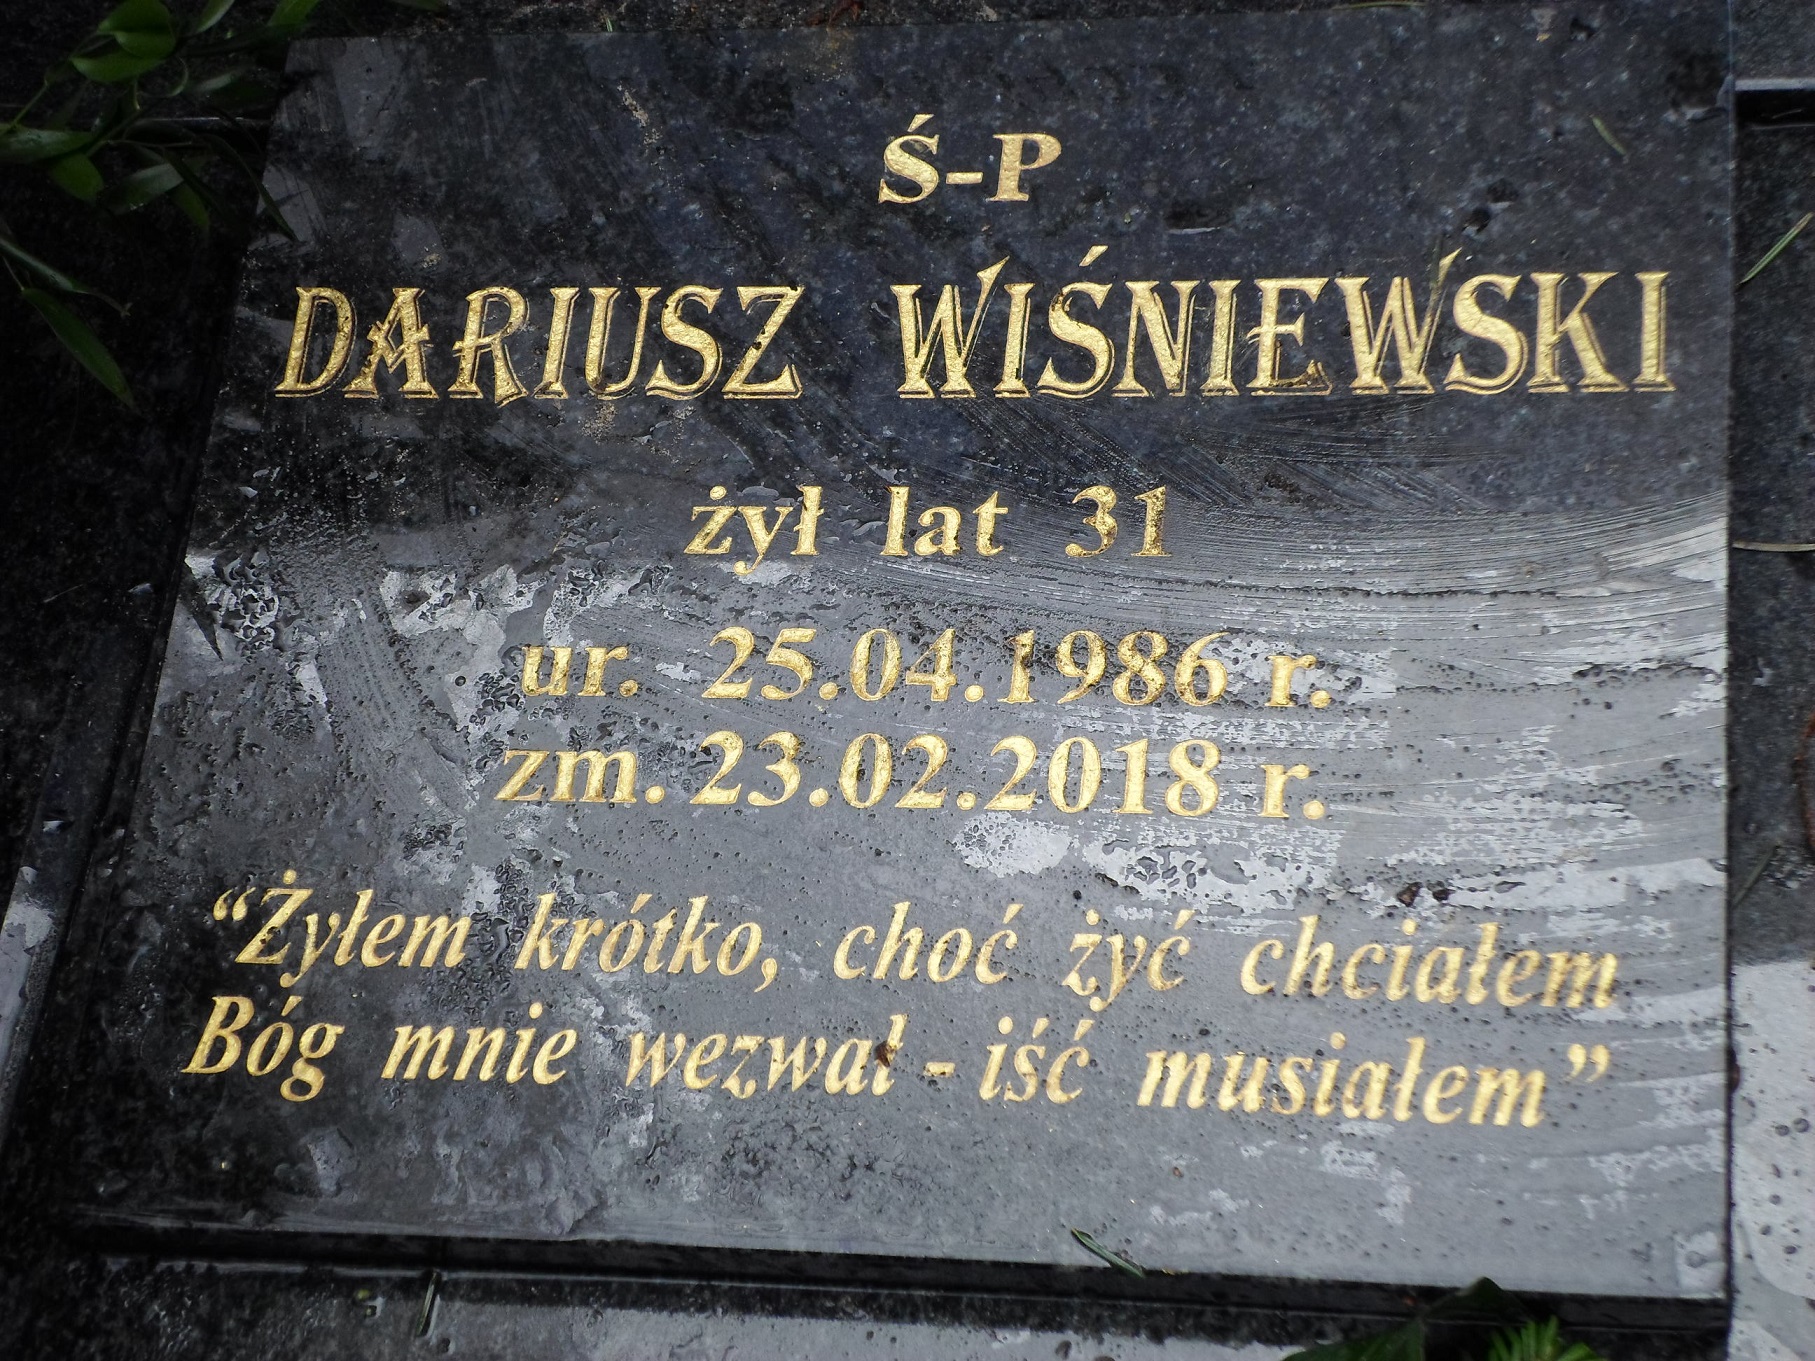 Ś-P
DARIUSZ WIŚNIEWSKI
żył lat 31
ur. 25.04.1986 r.
zm. 23.02.2018 r.
“Żyłem krótko, choć żyć chciałem
Bóg mnie wezwał - iść musiałem”